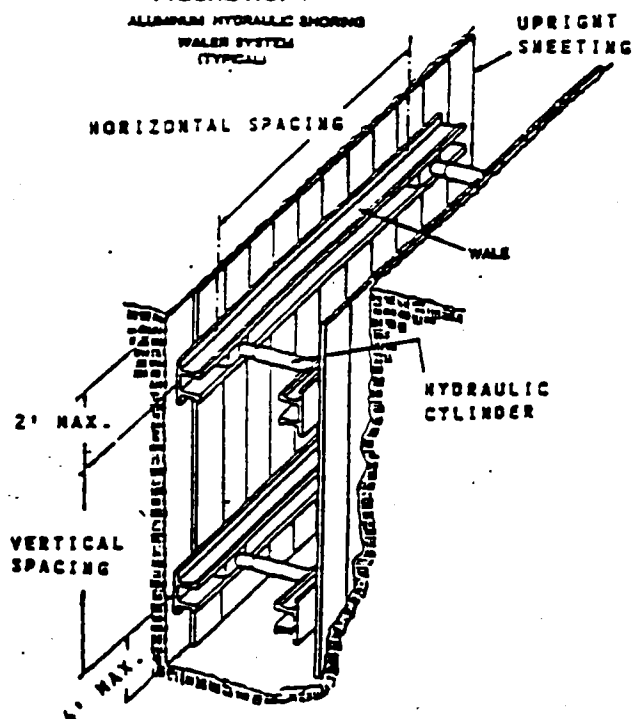 ALUMINUM HYDRAULIC SHORING
WALER SYSTEM
(TYPICAL)
UPRIGHT
SHEETING
HORIZONTAL SPACING
WALE
HYDRAULIC
CYLINDER
2' MAX.
VERTICAL
SPACING
MAX.